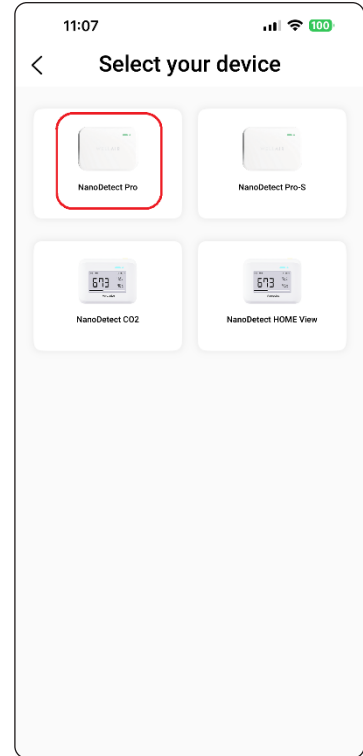 11:07
100
Select your device
NanoDetect Pro
NanoDetect Pro-S
673
673
NanoDetect CO2
NanoDetect HOME View